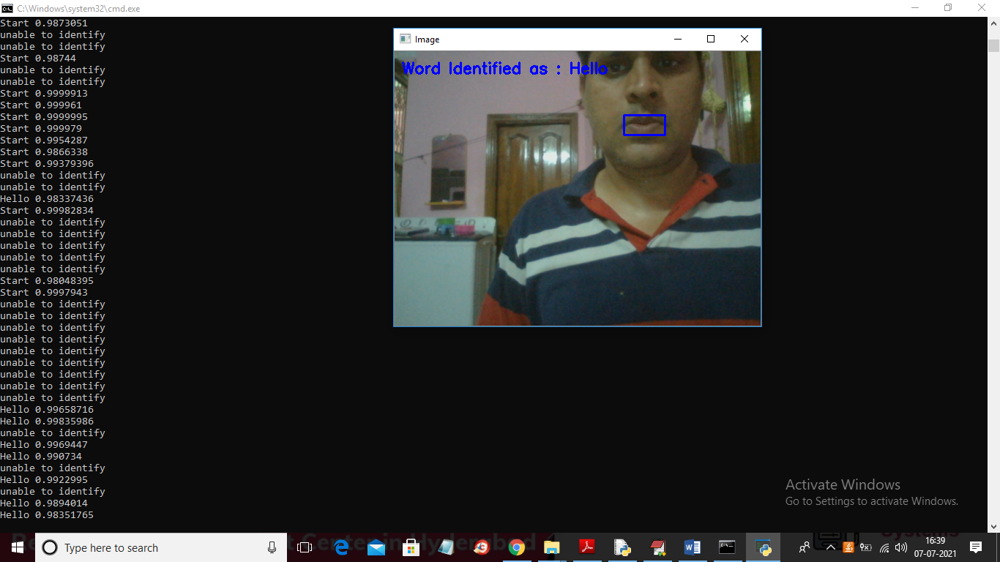 C:\Windows\system32\cmd.exe
Start 0.9873051
unable to identify
unable to identify
Start 0.98744
unable to identify
unable to identify
Start 0.9999913
Start 0.999961
Start 0.9999995
Start 0.999979
Start 0.9954287
Start 0.9866338
Start 0.99379396
unable to identify
unable to identify
Hello 0.98337436
Start 0.99982834
unable to identify
unable to identify
unable to identify
unable to identify
unable to identify
Start 0.98048395
Start 0.9997943
unable to identify
unable to identify
unable to identify
unable to identify
unable to identify
unable to identify
unable to identify
unable to identify
unable to identify
Hello 0.99658716
Hello 0.99835986
unable to identify
Hello 0.9969447
Hello 0.990734
unable to identify
Hello 0.9922995
unable to identify
Hello 0.9894014
Hello 0.98351765
Image
Word Identified as : Hello
Activate Windows
Go to Settings to activate Windows.
Type here to search
Center in
Systems
16:39
07-07-2021